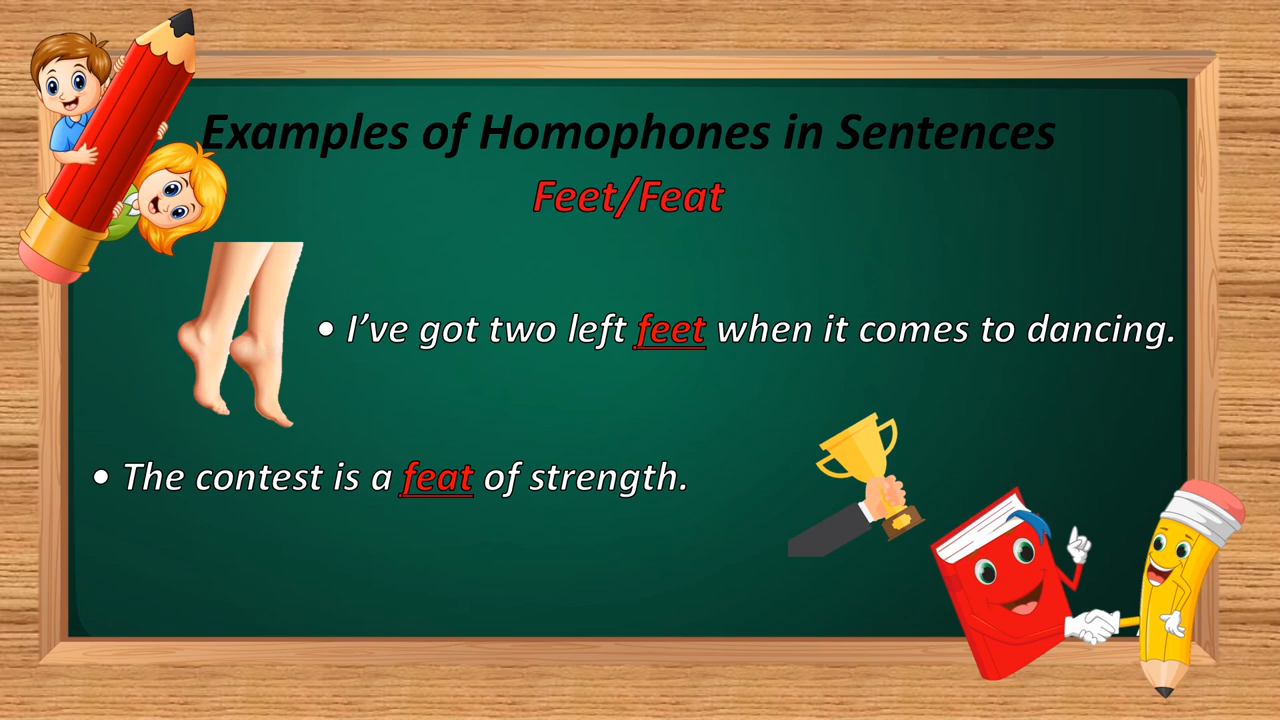 Examples of Homophones in Sentences
Feet/Feat
• I’ve got two left feet when it comes to dancing.
• The contest is a feat of strength.